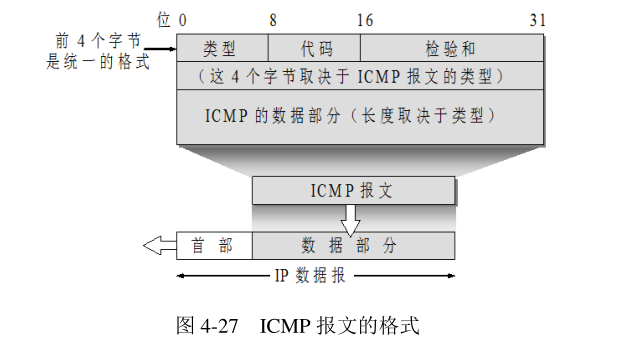 位 0 8 16 31
前 4 个字节
是统一的格式
类型 代码 检验和
(这 4 个字节取决于 ICMP 报文的类型)
ICMP 的数据部分(长度取决于类型)
ICMP 报文
首 部 数 据 部 分
IP 数据报
图 4-27 ICMP 报文的格式